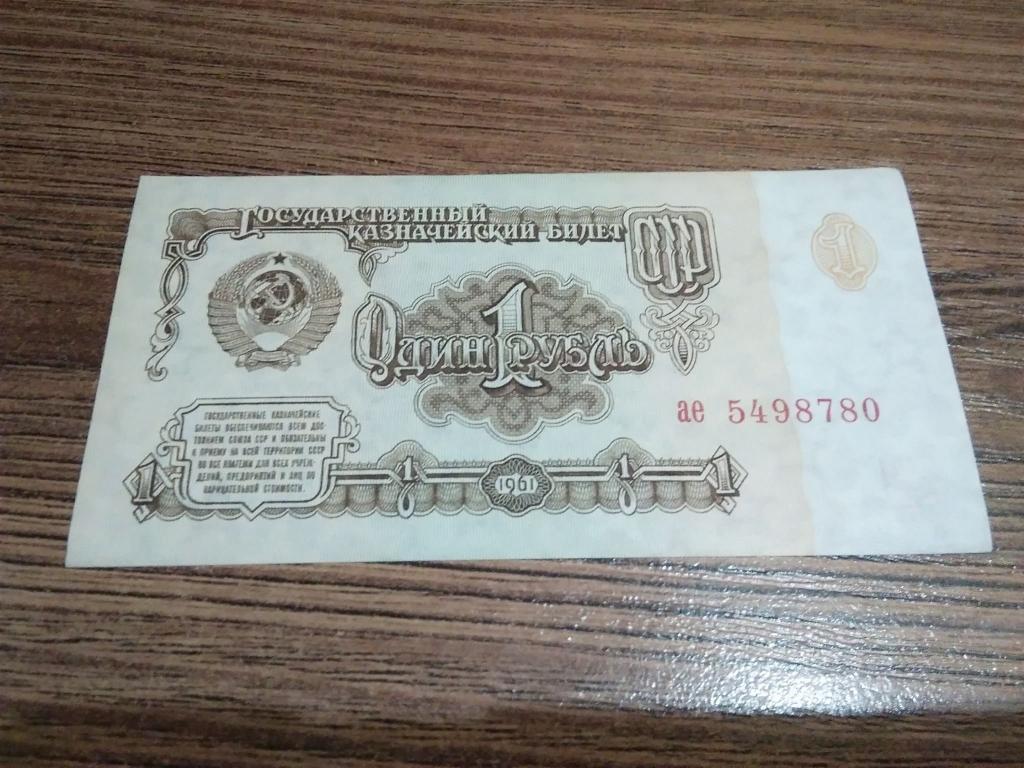 Государственный
казначейский билет
СССР
1
Один 1 рубль
ае 5498780
Государственные казначейские
билеты обеспечиваются всем дос-
тоянием Союза ССР и обязательны
к приему на всей территории СССР
во все платежи для всех учреж-
дений, предприятий и лиц по
нарицательной стоимости.
1 1 1961 1 1